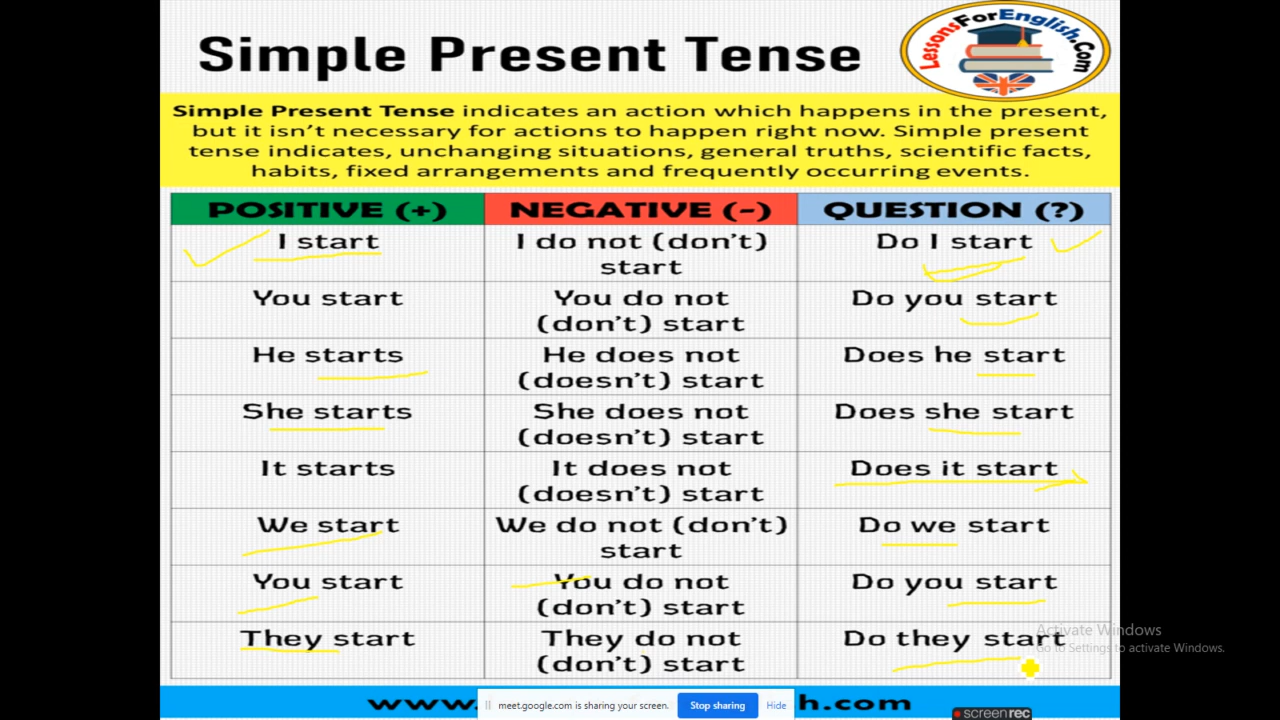 Simple Present Tense
LessonsForEnglish.Com
Simple Present Tense indicates an action which happens in the present,
but it isn't necessary for actions to happen right now. Simple present
tense indicates, unchanging situations, general truths, scientific facts,
habits, fixed arrangements and frequently occurring events.
POSITIVE (+) NEGATIVE (-) QUESTION (?)
I start
I do not (don't)
start
Do I start
You start
You do not
(don't) start
Do you start
He starts
He does not
(doesn't) start
Does he start
She starts
She does not
(doesn't) start
Does she start
It starts
It does not
(doesn't) start
Does it start
We start
We do not (don't)
start
Do we start
You start
You do not
(don't) start
Do you start
They start
They do not
(don't) start
Do they start
Activate Windows
Go to Settings to activate Windows.
www. h.com
meet.google.com is sharing your screen. Stop sharing Hide
screenrec